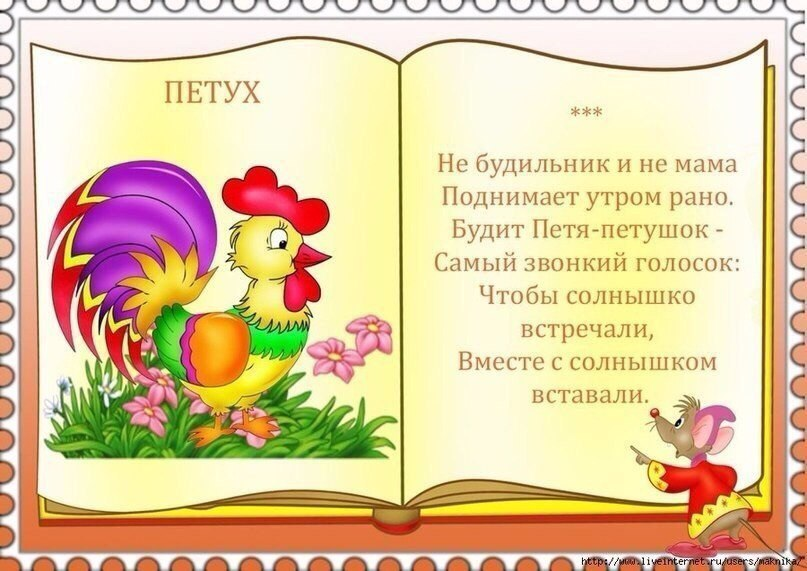 ПЕТУХ
***
Не будильник и не мама
Поднимает утром рано.
Будит Петя-петушок -
Самый звонкий голосок:
Чтобы солнышко
встречали,
Вместе с солнышком
вставали.
http://www.liveinternet.ru/users/maknika/